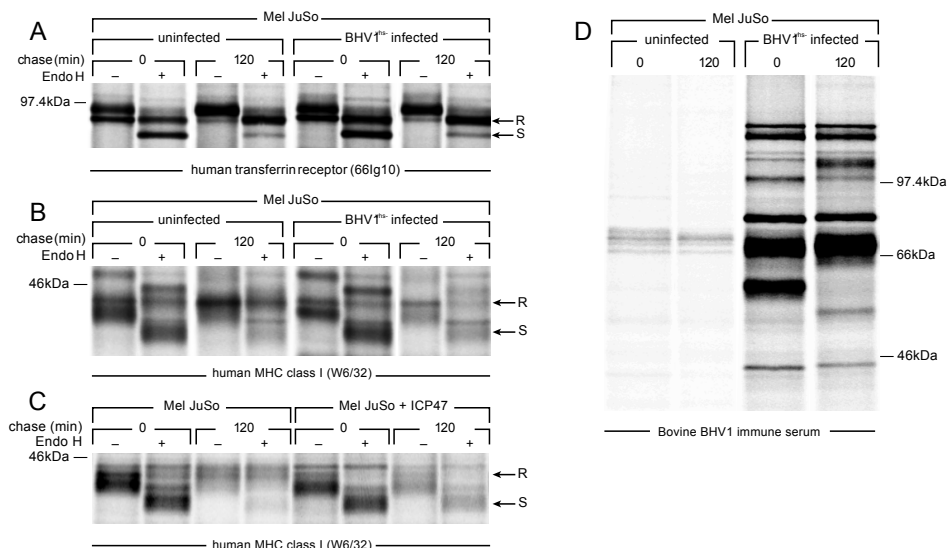 A
Mel JuSo
uninfected BHV1rhs- infected
chase (min) 0 120 0 120
Endo H – + – + – + – +
97.4kDa
R
S
human transferrin receptor (66Ig10)
B
Mel JuSo
uninfected BHV1rhs- infected
chase (min) 0 120 0 120
Endo H – + – + – + – +
46kDa
R
S
human MHC class I (W6/32)
C
Mel JuSo Mel JuSo + ICP47
chase (min) 0 120 0 120
Endo H – + – + – + – +
46kDa
R
S
human MHC class I (W6/32)
D
Mel JuSo
uninfected BHV1rhs- infected
0 120 0 120
97.4kDa
66kDa
46kDa
Bovine BHV1 immune serum